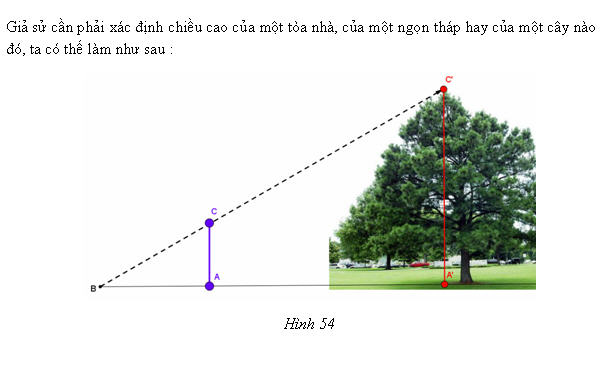 Giả sử cần phải xác định chiều cao của một tòa nhà, của một ngọn tháp hay của một cây nào
đó, ta có thể làm như sau :
C'
C
A
A'
B
Hình 54